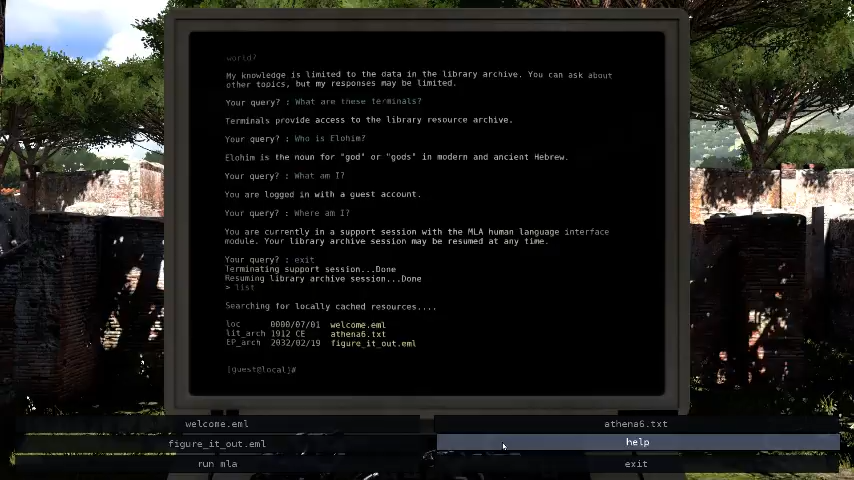 world?
My knowledge is limited to the data in the library archive. You can ask about
other topics, but my responses may be limited.
Your query? : What are these terminals?
Terminals provide access to the library resource archive.
Your query? : Who is Elohim?
Elohim is the noun for "god" or "gods" in modern and ancient Hebrew.
Your query? : What am I?
You are logged in with a guest account.
Your query? : Where am I?
You are currently in a support session with the MLA human language interface
module. Your library archive session may be resumed at any time.
Your query? : exit
Terminating support session...Done
Resuming library archive session...Done
> list
Searching for locally cached resources....
loc 0000/07/01 welcome.eml
lit_arch 1912 CE athena6.txt
EP_arch 2032/02/19 figure_it_out.eml
[guest@local]#
welcome.eml athena6.txt
figure_it_out.eml help
run mla exit